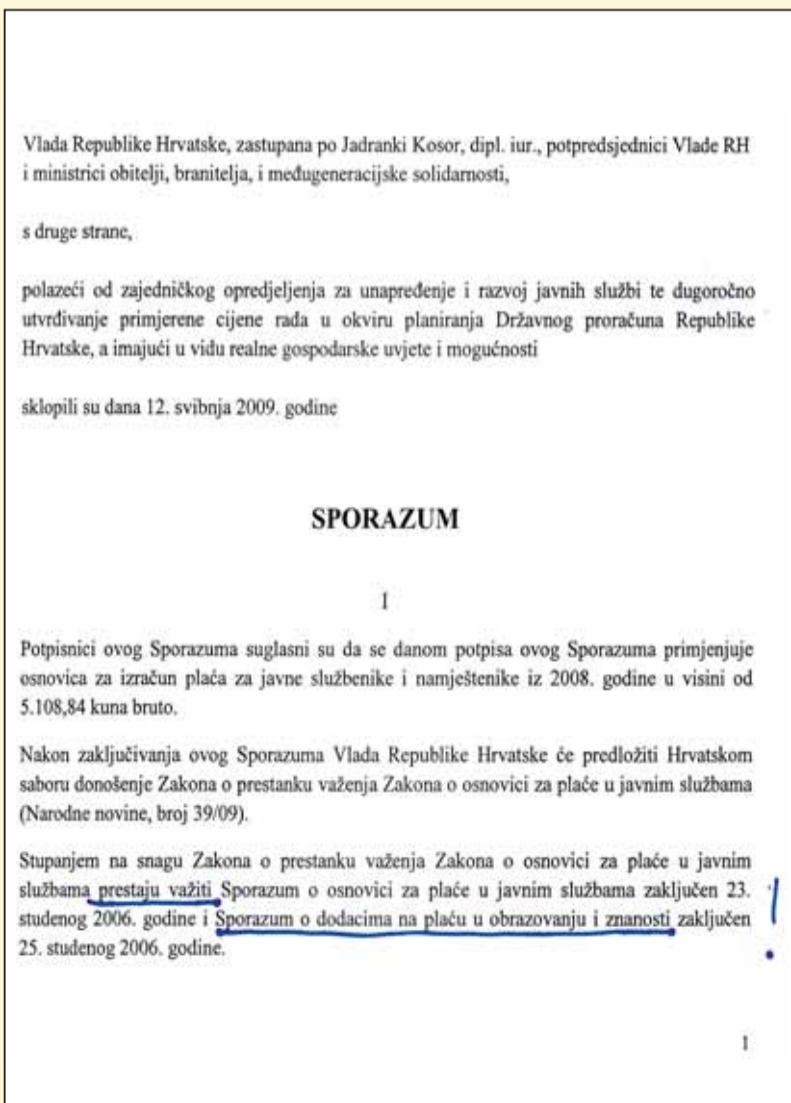 Vlada Republike Hrvatske, zastupana po Jadranki Kosor, dipl. iur., potpredsjednici Vlade RH
i ministrici obitelji, branitelja, i međugeneracijske solidarnosti,
s druge strane,
polazeći od zajedničkog opredjeljenja za unapređenje i razvoj javnih službi te dugoročno
utvrđivanje primjerene cijene rada u okviru planiranja Državnog proračuna Republike
Hrvatske, a imajući u vidu realne gospodarske uvjete i mogućnosti
sklopili su dana 12. svibnja 2009. godine
SPORAZUM
I
Potpisnici ovog Sporazuma suglasni su da se danom potpisa ovog Sporazuma primjenjuje
osnovica za izračun plaća za javne službenike i namještenike iz 2008. godine u visini od
5.108,84 kuna bruto.
Nakon zaključivanja ovog Sporazuma Vlada Republike Hrvatske će predložiti Hrvatskom
saboru donošenje Zakona o prestanku važenja Zakona o osnovici za plaće u javnim službama
(Narodne novine, broj 39/09).
Stupanjem na snagu Zakona o prestanku važenja Zakona o osnovici za plaće u javnim
službama prestaju važiti Sporazum o osnovici za plaće u javnim službama zaključen 23.
studenog 2006. godine i Sporazum o dodacima na plaću u obrazovanju i znanosti zaključen
25. studenog 2006. godine.
!
1